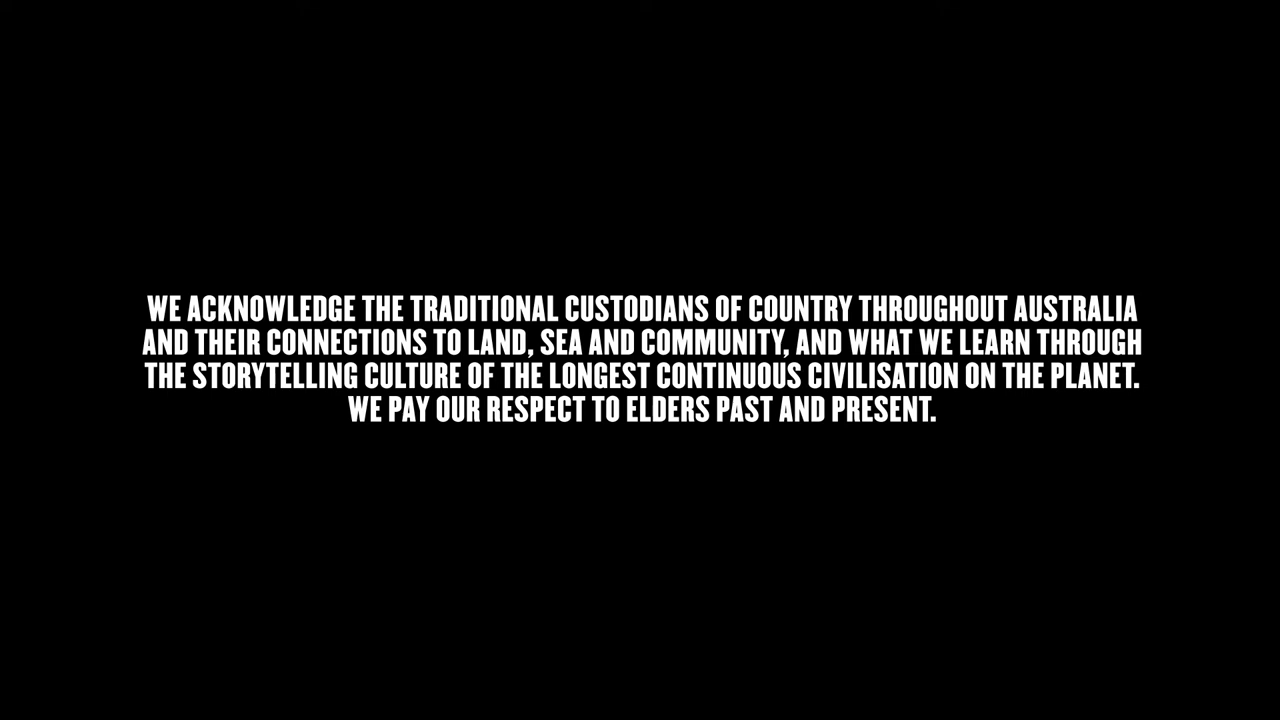 WE ACKNOWLEDGE THE TRADITIONAL CUSTODIANS OF COUNTRY THROUGHOUT AUSTRALIA
AND THEIR CONNECTIONS TO LAND, SEA AND COMMUNITY, AND WHAT WE LEARN THROUGH
THE STORYTELLING CULTURE OF THE LONGEST CONTINUOUS CIVILISATION ON THE PLANET.
WE PAY OUR RESPECT TO ELDERS PAST AND PRESENT.